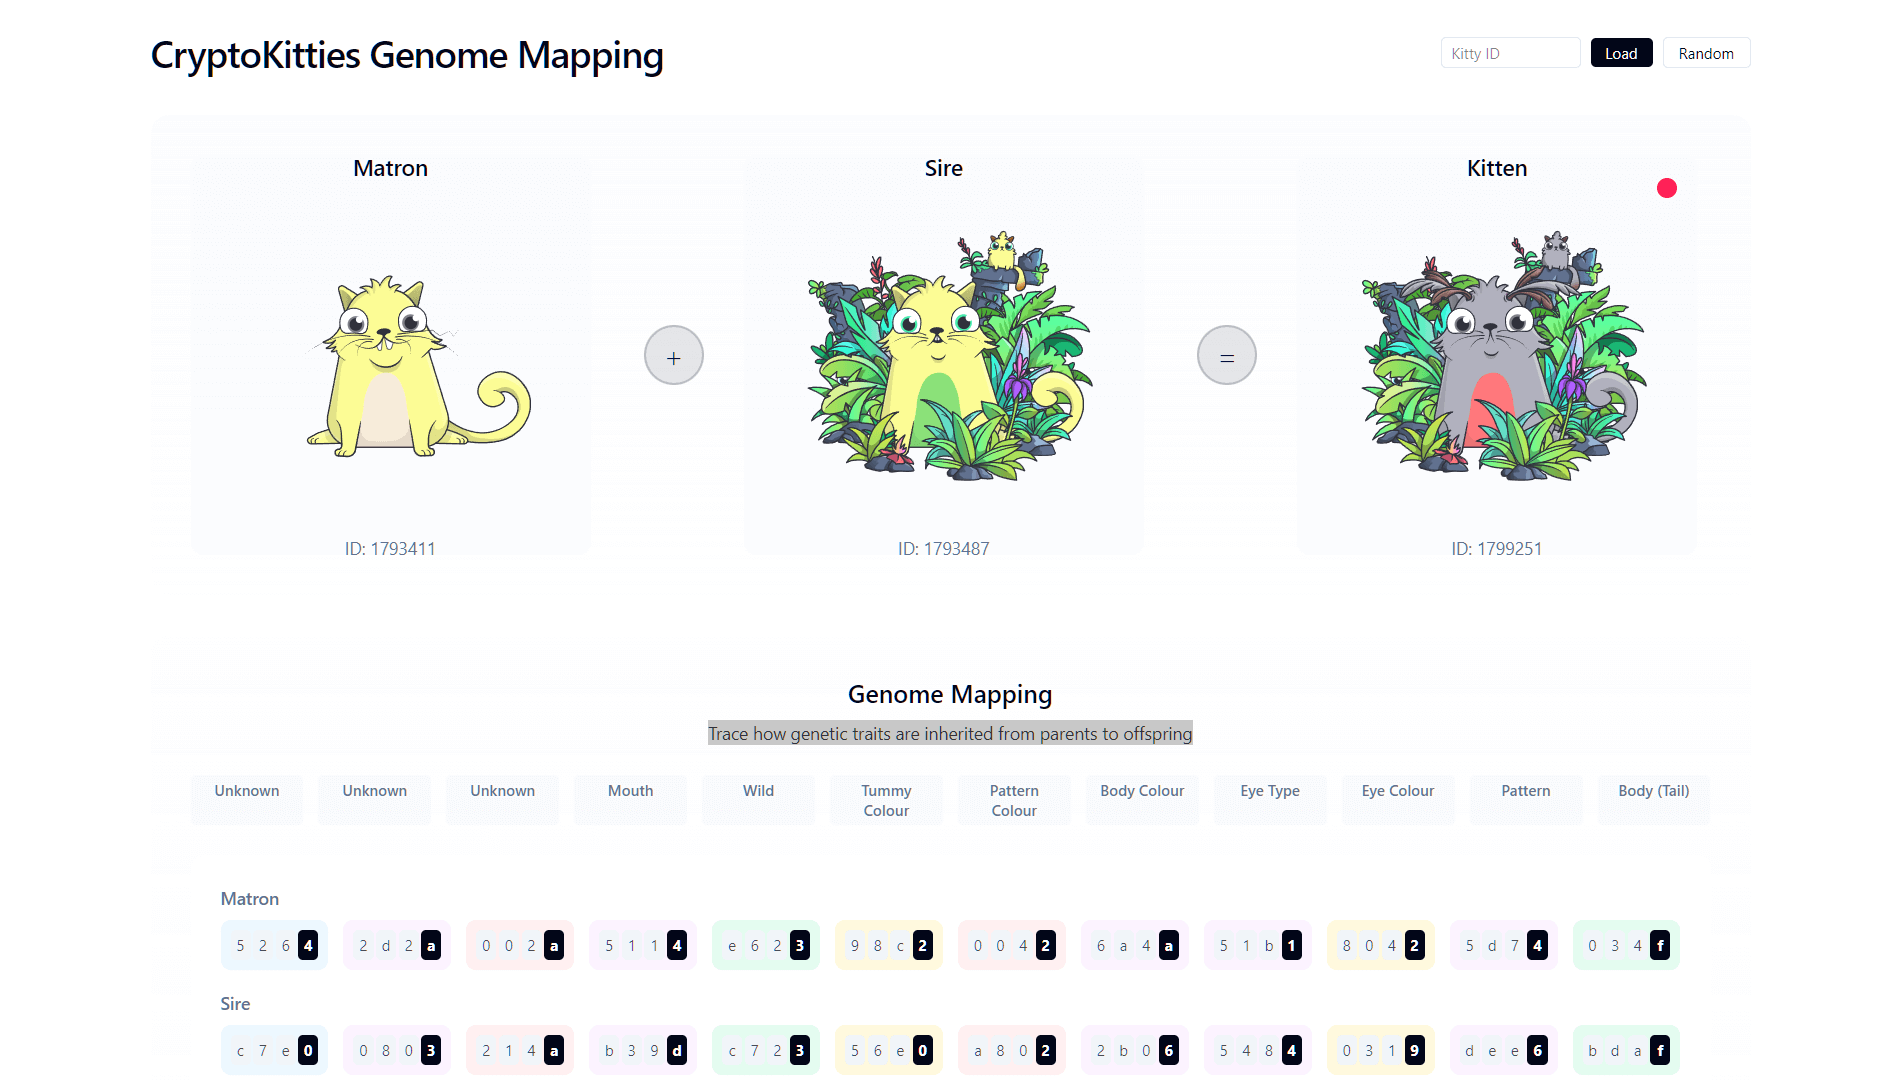 CryptoKitties Genome Mapping
Kitty ID Load Random
Matron Sire Kitten
+ =
ID: 1793411 ID: 1793487 ID: 1799251
Genome Mapping
Trace how genetic traits are inherited from parents to offspring
Unknown Unknown Unknown Mouth Wild Tummy Colour Pattern Colour Body Colour Eye Type Eye Colour Pattern Body (Tail)
Matron
5 2 6 4 2 d 2 a 0 0 2 a 5 1 1 4 e 6 2 3 9 8 c 2 0 0 4 2 6 a 4 a 5 1 b 1 8 0 4 2 5 d 7 4 0 3 4 f
Sire
c 7 e 0 0 8 0 3 2 1 4 a b 3 9 d c 7 2 3 5 6 e 0 a 8 0 2 2 b 0 6 5 4 8 4 0 3 1 9 d e e 6 b d a f